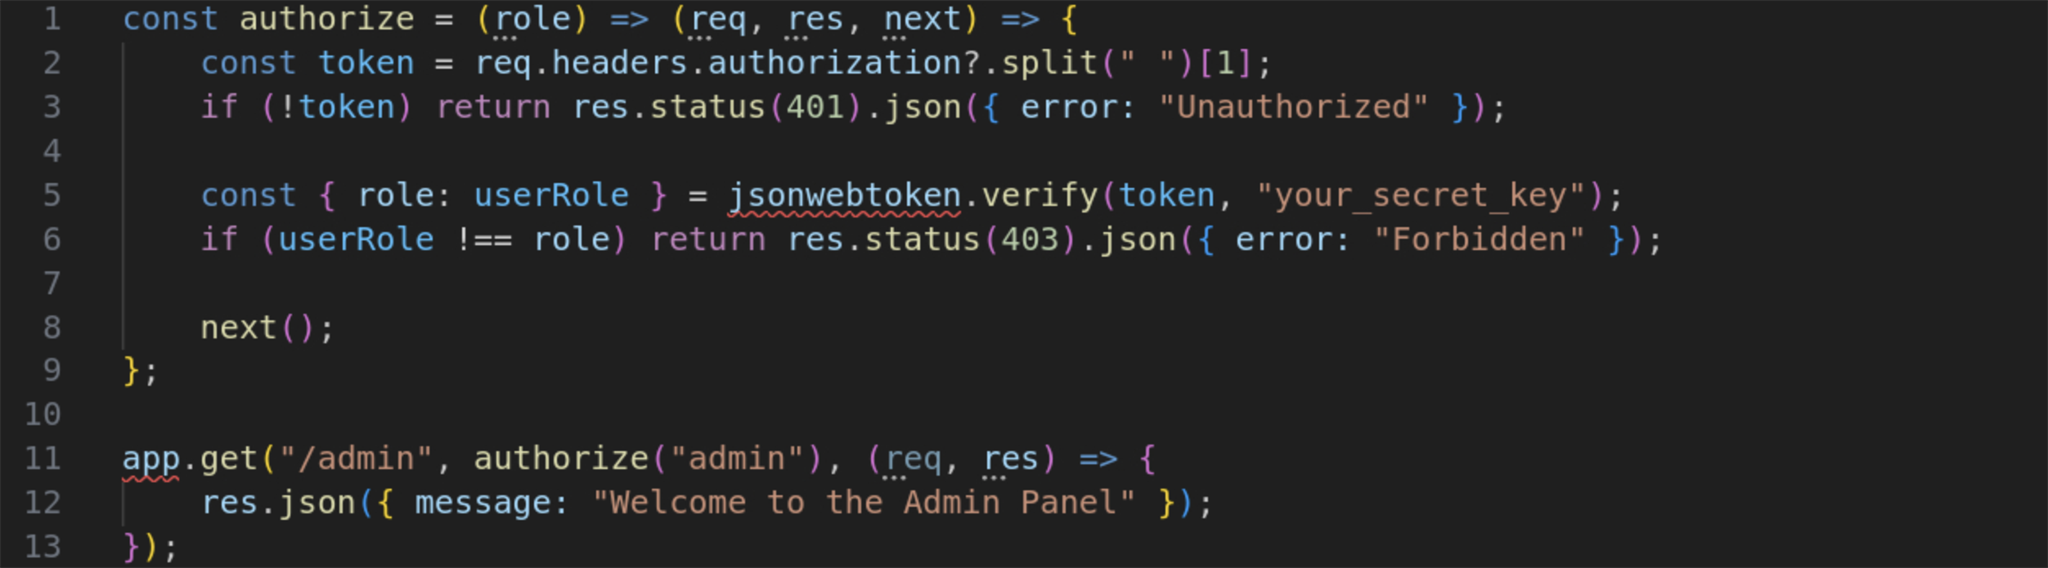 1 const authorize = (role) => (req, res, next) => {
2     const token = req.headers.authorization?.split(" ")[1];
3     if (!token) return res.status(401).json({ error: "Unauthorized" });
4
5     const { role: userRole } = jsonwebtoken.verify(token, "your_secret_key");
6     if (userRole !== role) return res.status(403).json({ error: "Forbidden" });
7
8     next();
9 };
10
11 app.get("/admin", authorize("admin"), (req, res) => {
12     res.json({ message: "Welcome to the Admin Panel" });
13 });